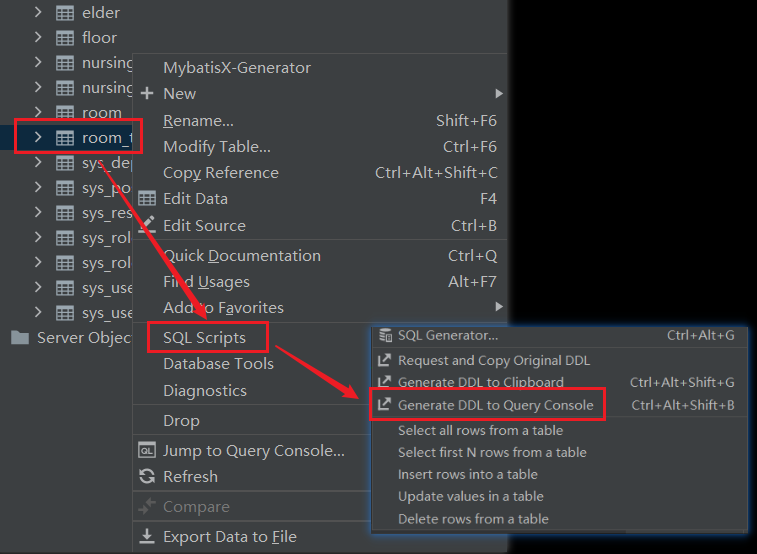 elder
floor
nursing
nursing
room
room_t
sys_dep
sys_po
sys_res
sys_rol
sys_rol
sys_use
sys_use
Server Objec
MybatisX-Generator
New
Rename... Shift+F6
Modify Table... Ctrl+F6
Copy Reference Ctrl+Alt+Shift+C
Edit Data F4
Edit Source Ctrl+B
Quick Documentation Ctrl+Q
Find Usages Alt+F7
Add to Favorites
SQL Scripts
Database Tools
Diagnostics
Drop
QL Jump to Query Console...
Refresh
Compare
Export Data to File
SQL Generator... Ctrl+Alt+G
Request and Copy Original DDL
Generate DDL to Clipboard Ctrl+Alt+Shift+G
Generate DDL to Query Console Ctrl+Alt+Shift+B
Select all rows from a table
Select first N rows from a table
Insert rows into a table
Update values in a table
Delete rows from a table